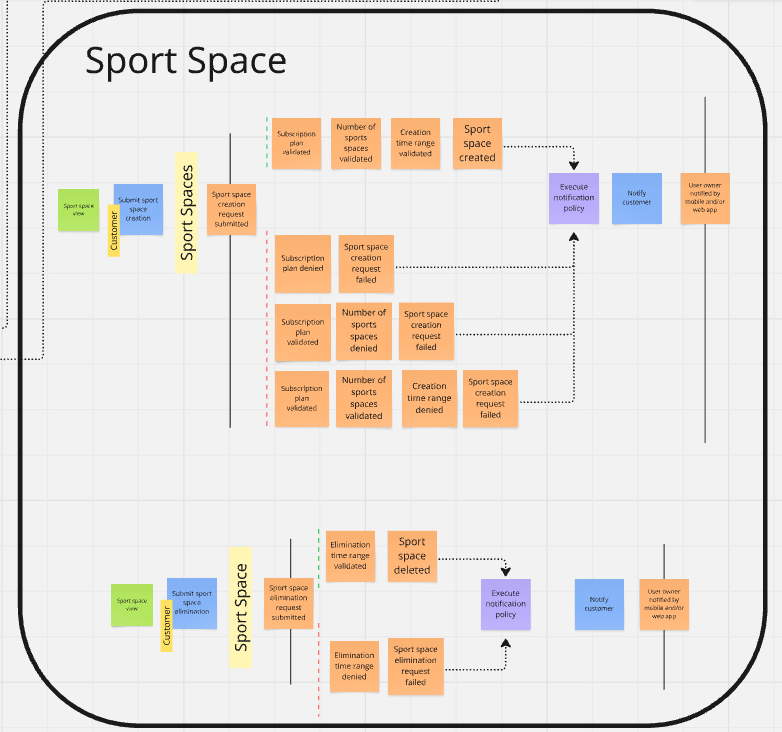 Sport Space
Subscription
plan
validated
Number of
sports
spaces
validated
Creation
time range
validated
Sport
space
created
Sport space
view
Customer
Submit sport
space
creation
Sport Spaces
Sport space
creation
request
submitted
Execute
notification
policy
Notify
customer
User owner
notified by
mobile and/or
web app
Subscription
plan denied
Sport space
creation
request
failed
Subscription
plan
validated
Number of
sports
spaces
denied
Sport space
creation
request
failed
Subscription
plan
validated
Number of
sports
spaces
validated
Creation
time range
denied
Sport space
creation
request
failed
Elimination
time range
validated
Sport
space
deleted
Sport space
view
Customer
Submit sport
space
elimination
Sport Space
Sport space
elimination
request
submitted
Execute
notification
policy
Notify
customer
User owner
notified by
mobile and/or
web app
Elimination
time range
denied
Sport space
elimination
request
failed